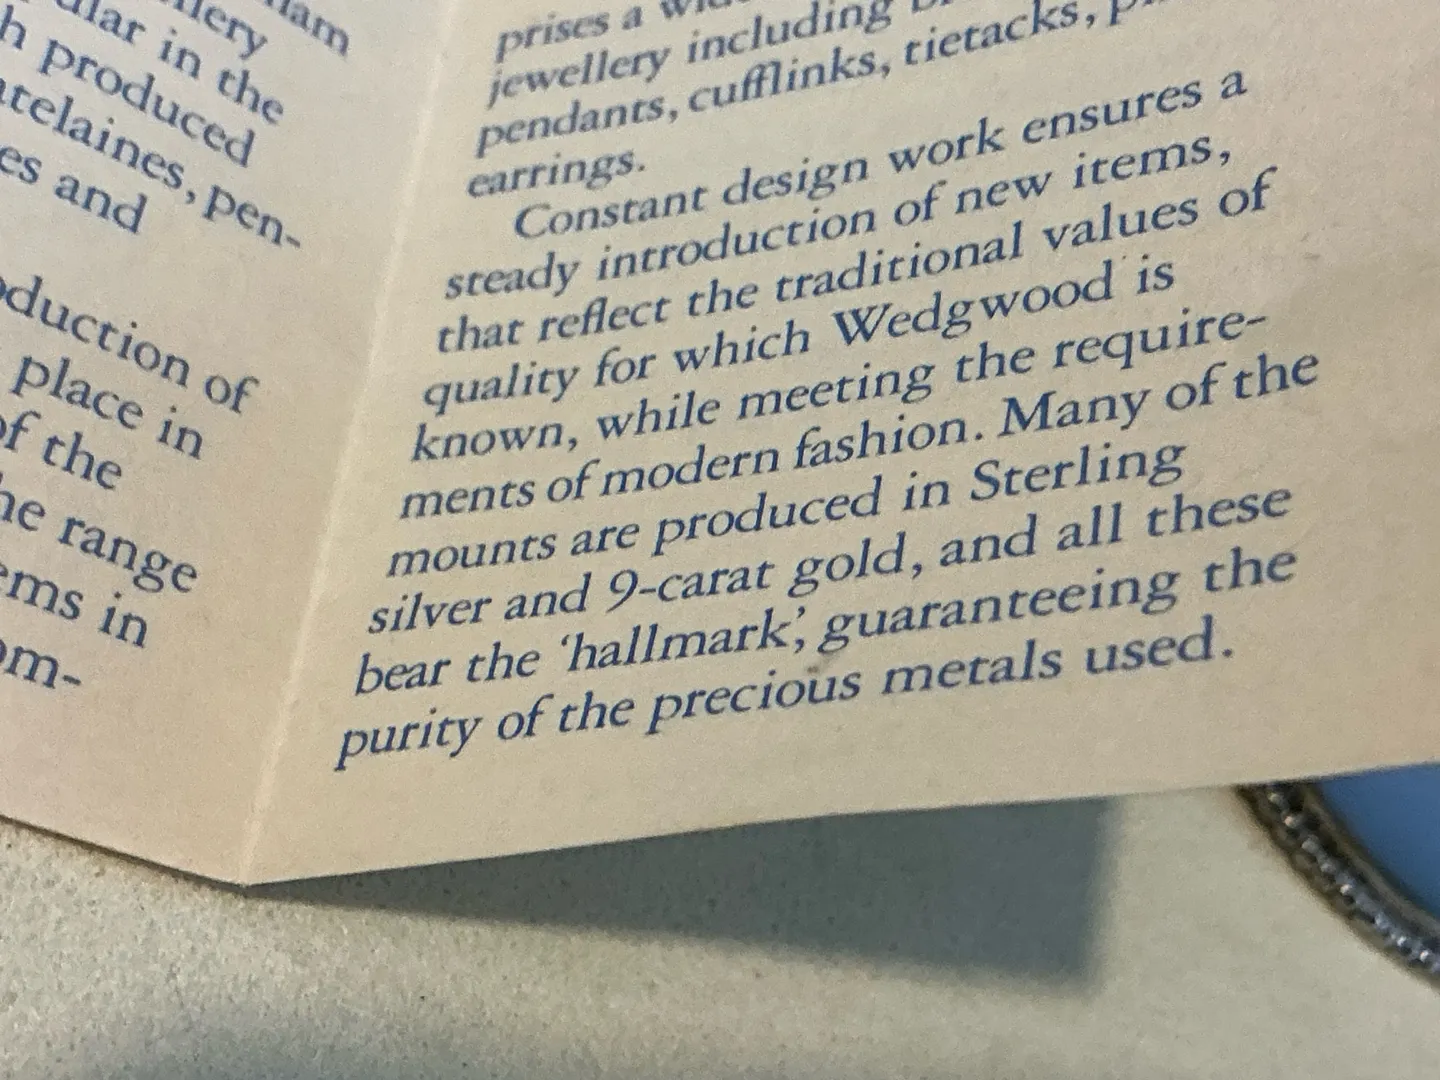 ular in the
produced
pen-
es and
duction of
place in
of the
range
ems in
prises a
jewellery including
pendants, cufflinks, tietacks,
earrings.
Constant design work ensures a
steady introduction of new items,
that reflect the traditional values of
quality for which Wedgwood is
known, while meeting the require-
ments of modern fashion. Many of the
mounts are produced in Sterling
silver and 9-carat gold, and all these
bear the ‘hallmark’, guaranteeing the
purity of the precious metals used.